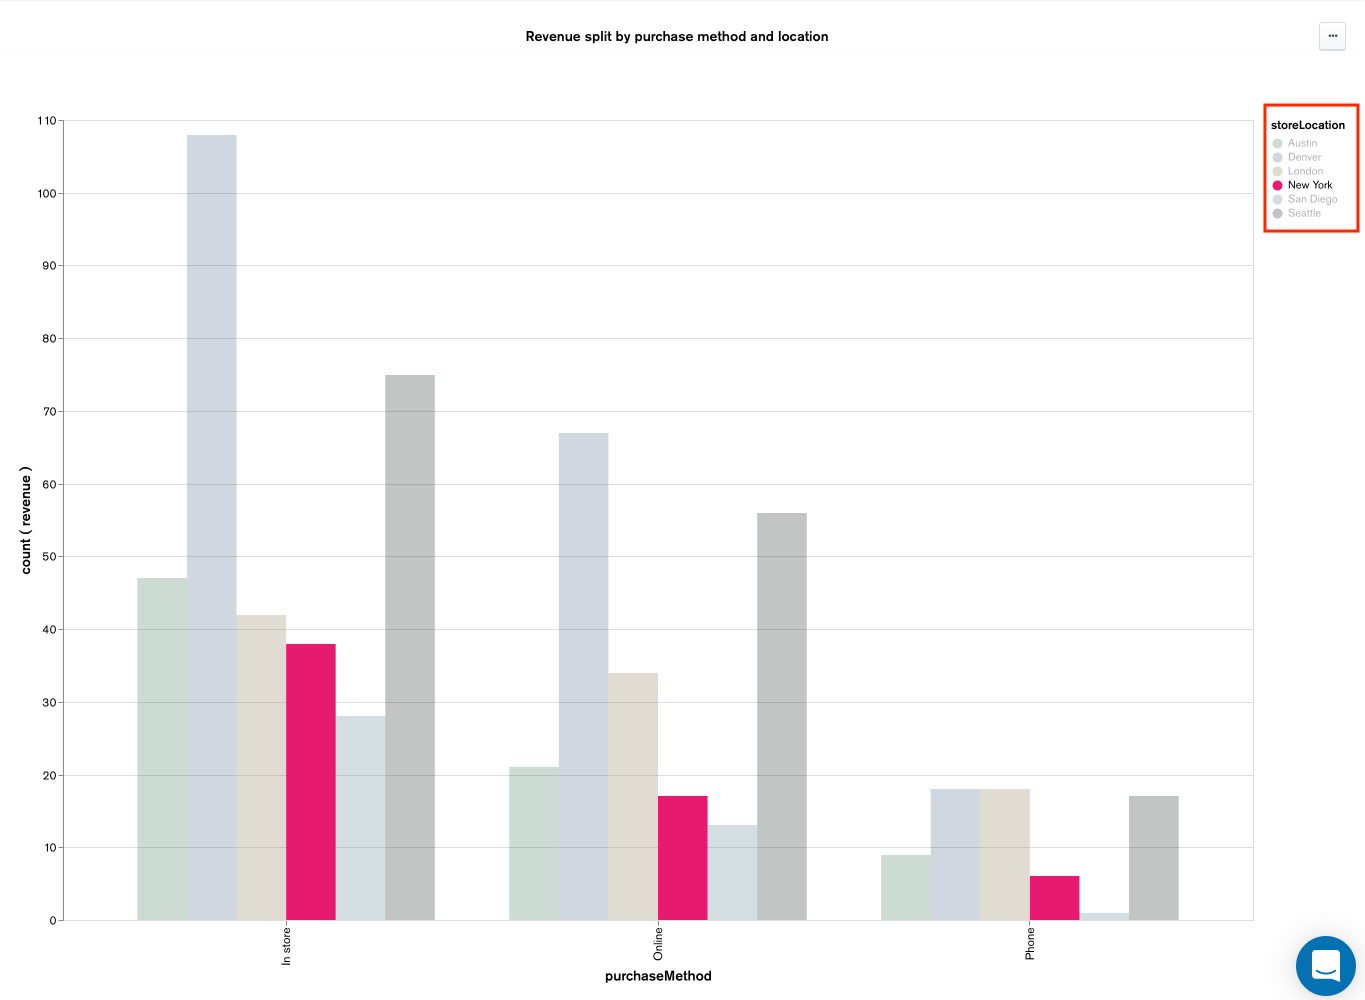 Revenue split by purchase method and location
...
storeLocation
Austin
Denver
London
New York
San Diego
Seattle
110
100
90
80
70
60
50
40
30
20
10
0
count ( revenue )
In store
Online
Phone
purchaseMethod